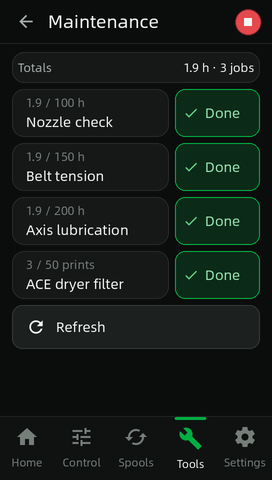 Maintenance
Totals 1.9 h · 3 jobs
1.9 / 100 h
Nozzle check
Done
1.9 / 150 h
Belt tension
Done
1.9 / 200 h
Axis lubrication
Done
3 / 50 prints
ACE dryer filter
Done
Refresh
Home Control Spools Tools Settings